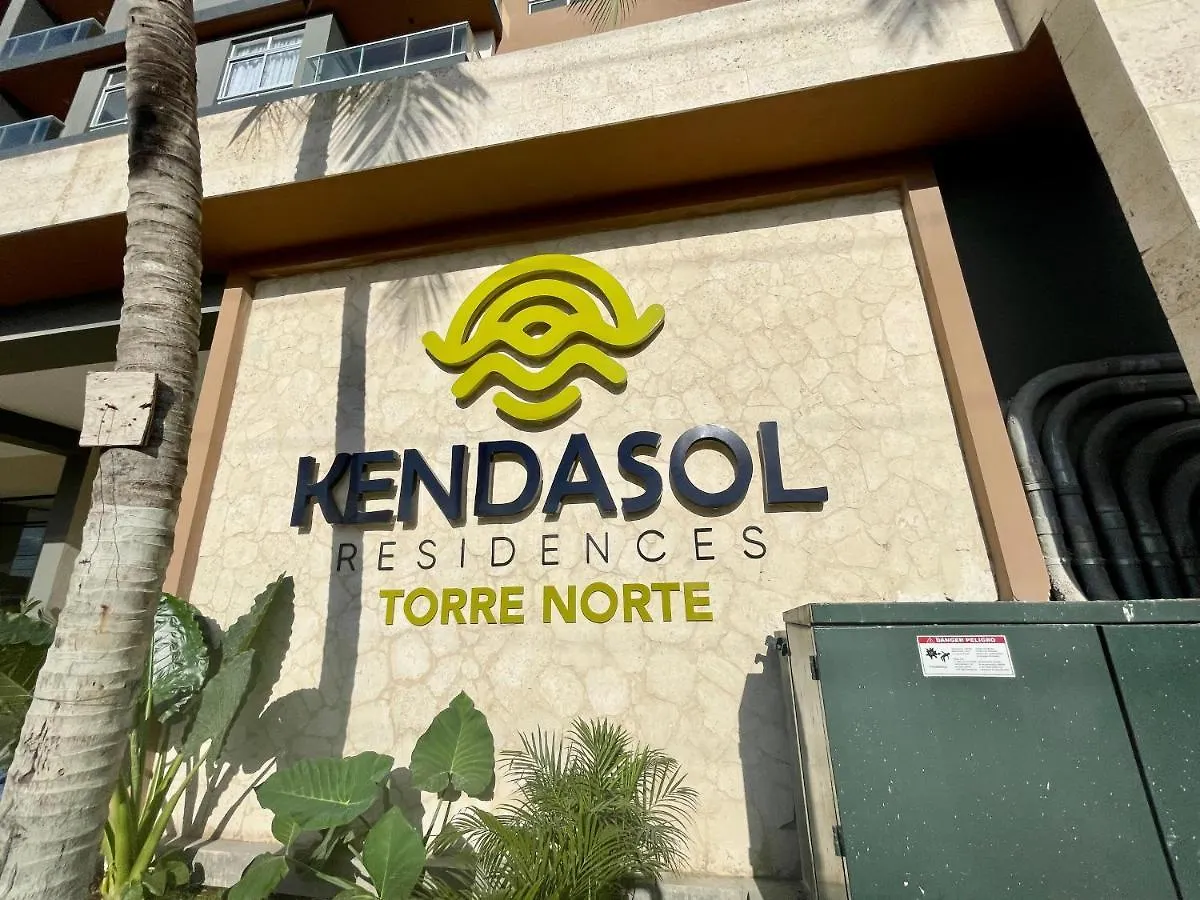 KENDASOL
RESIDENCES
TORRE NORTE
DANGER PELIGRO